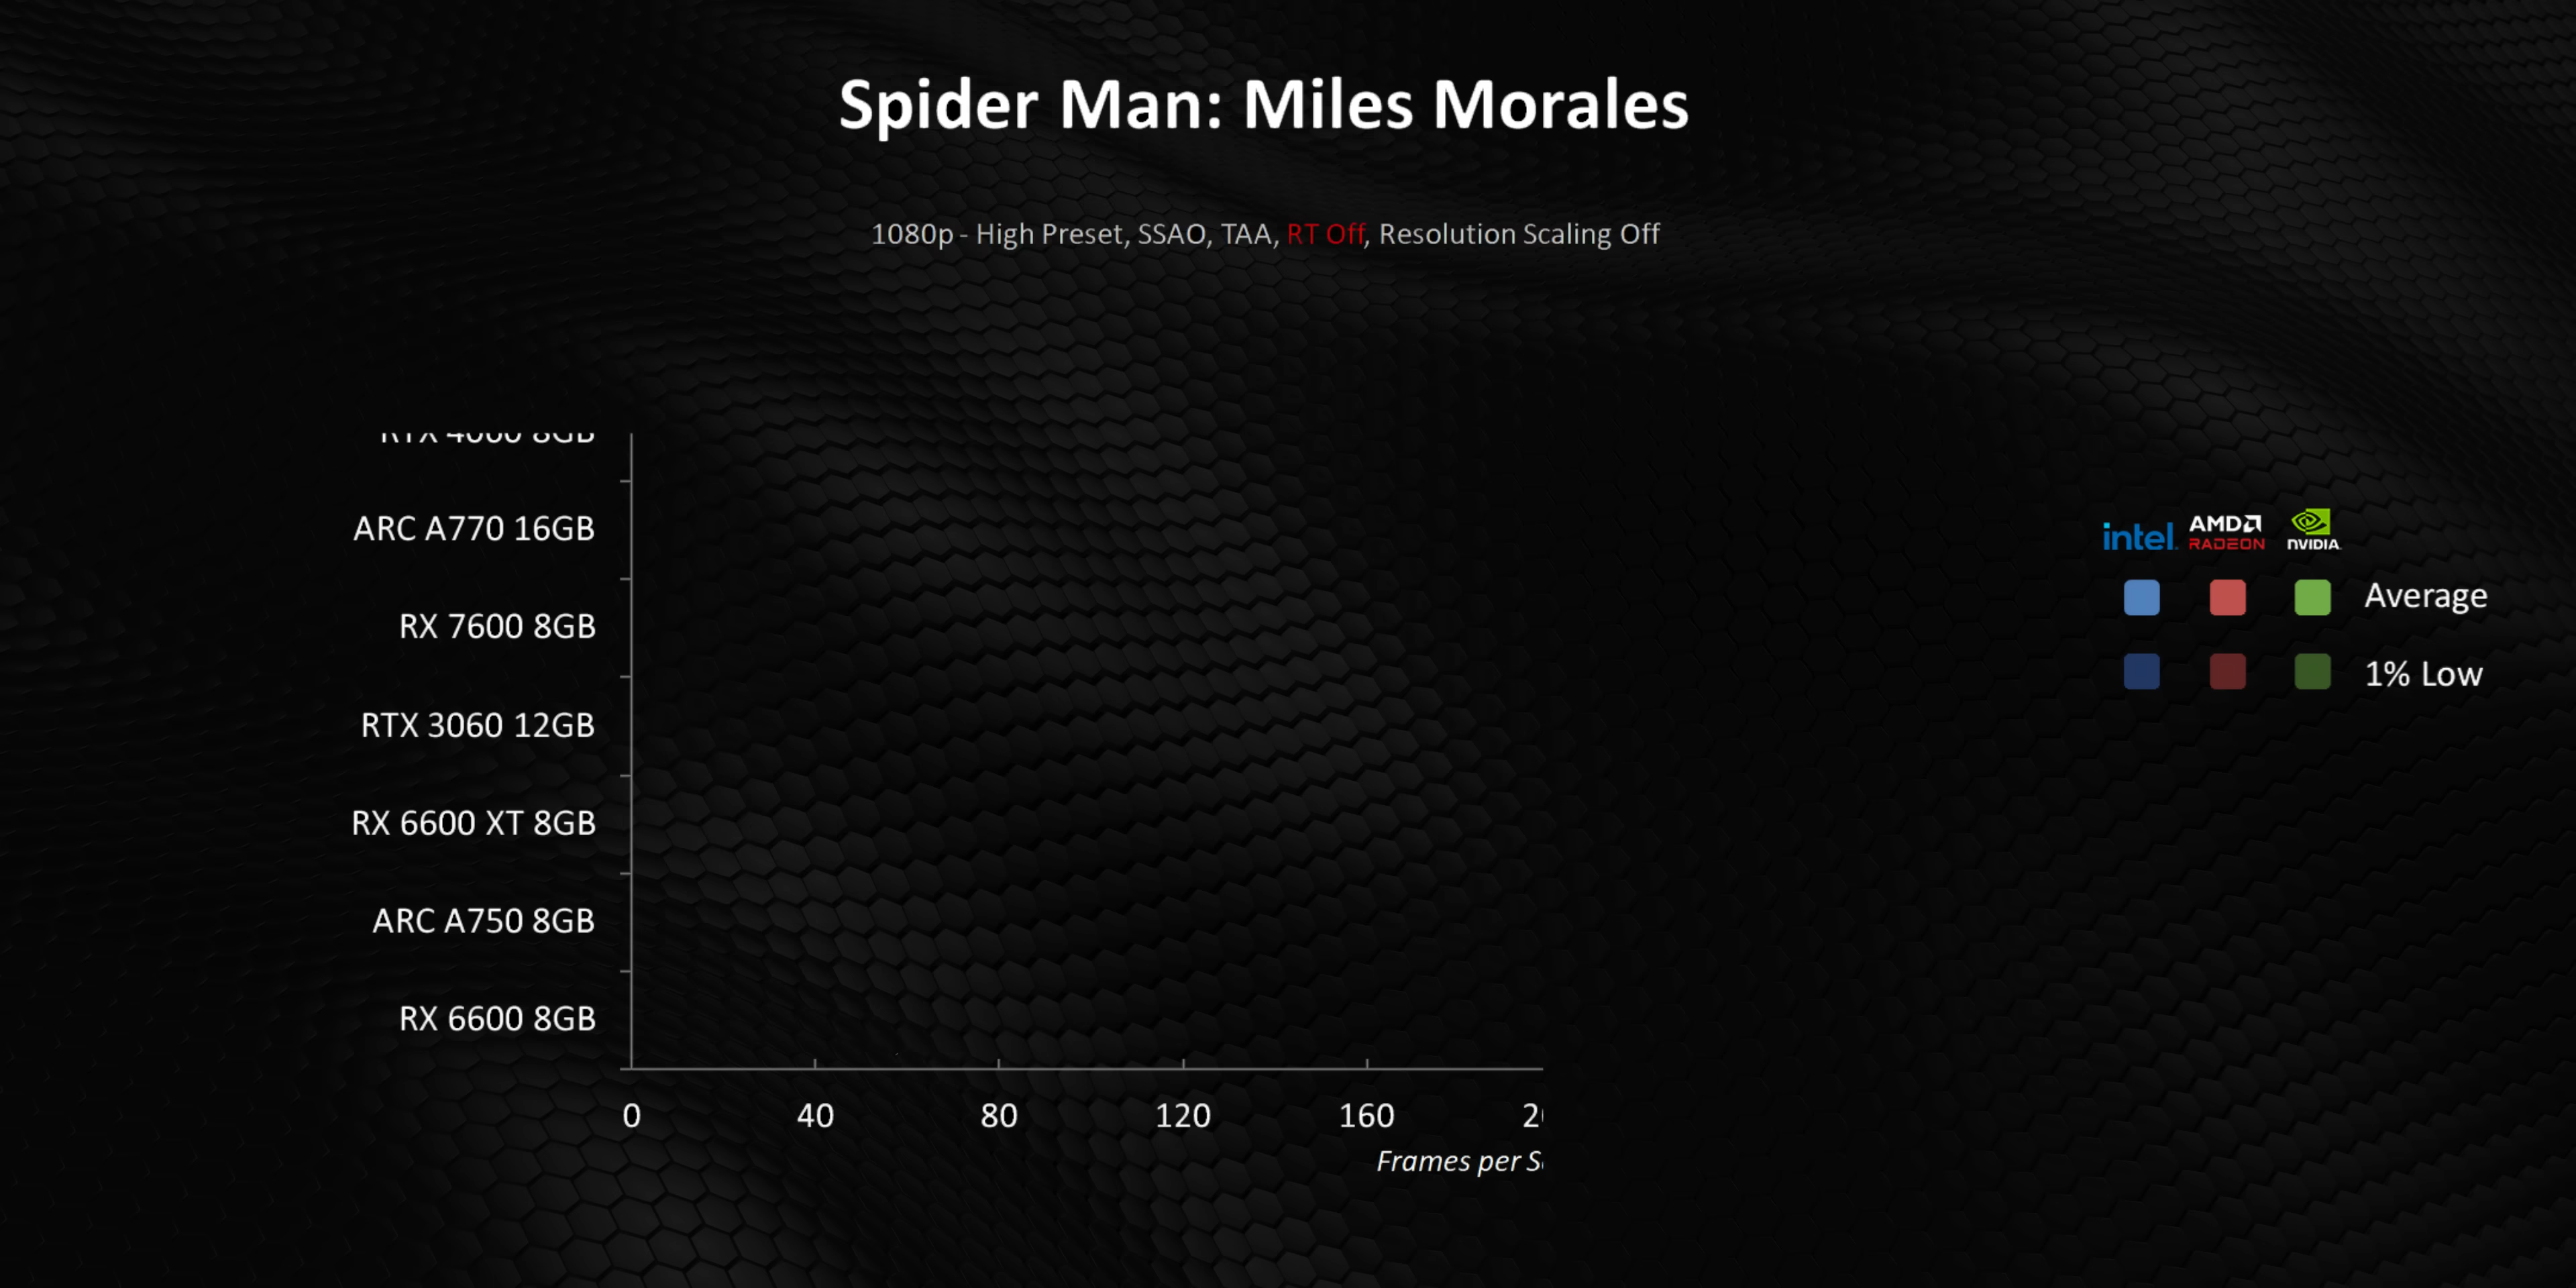 Spider Man: Miles Morales
1080p - High Preset, SSAO, TAA, RT Off, Resolution Scaling Off
ARC A770 16GB
RX 7600 8GB
RTX 3060 12GB
RX 6600 XT 8GB
ARC A750 8GB
RX 6600 8GB
0 40 80 120 160
Frames per
intel AMD RADEON NVIDIA
Average
1% Low